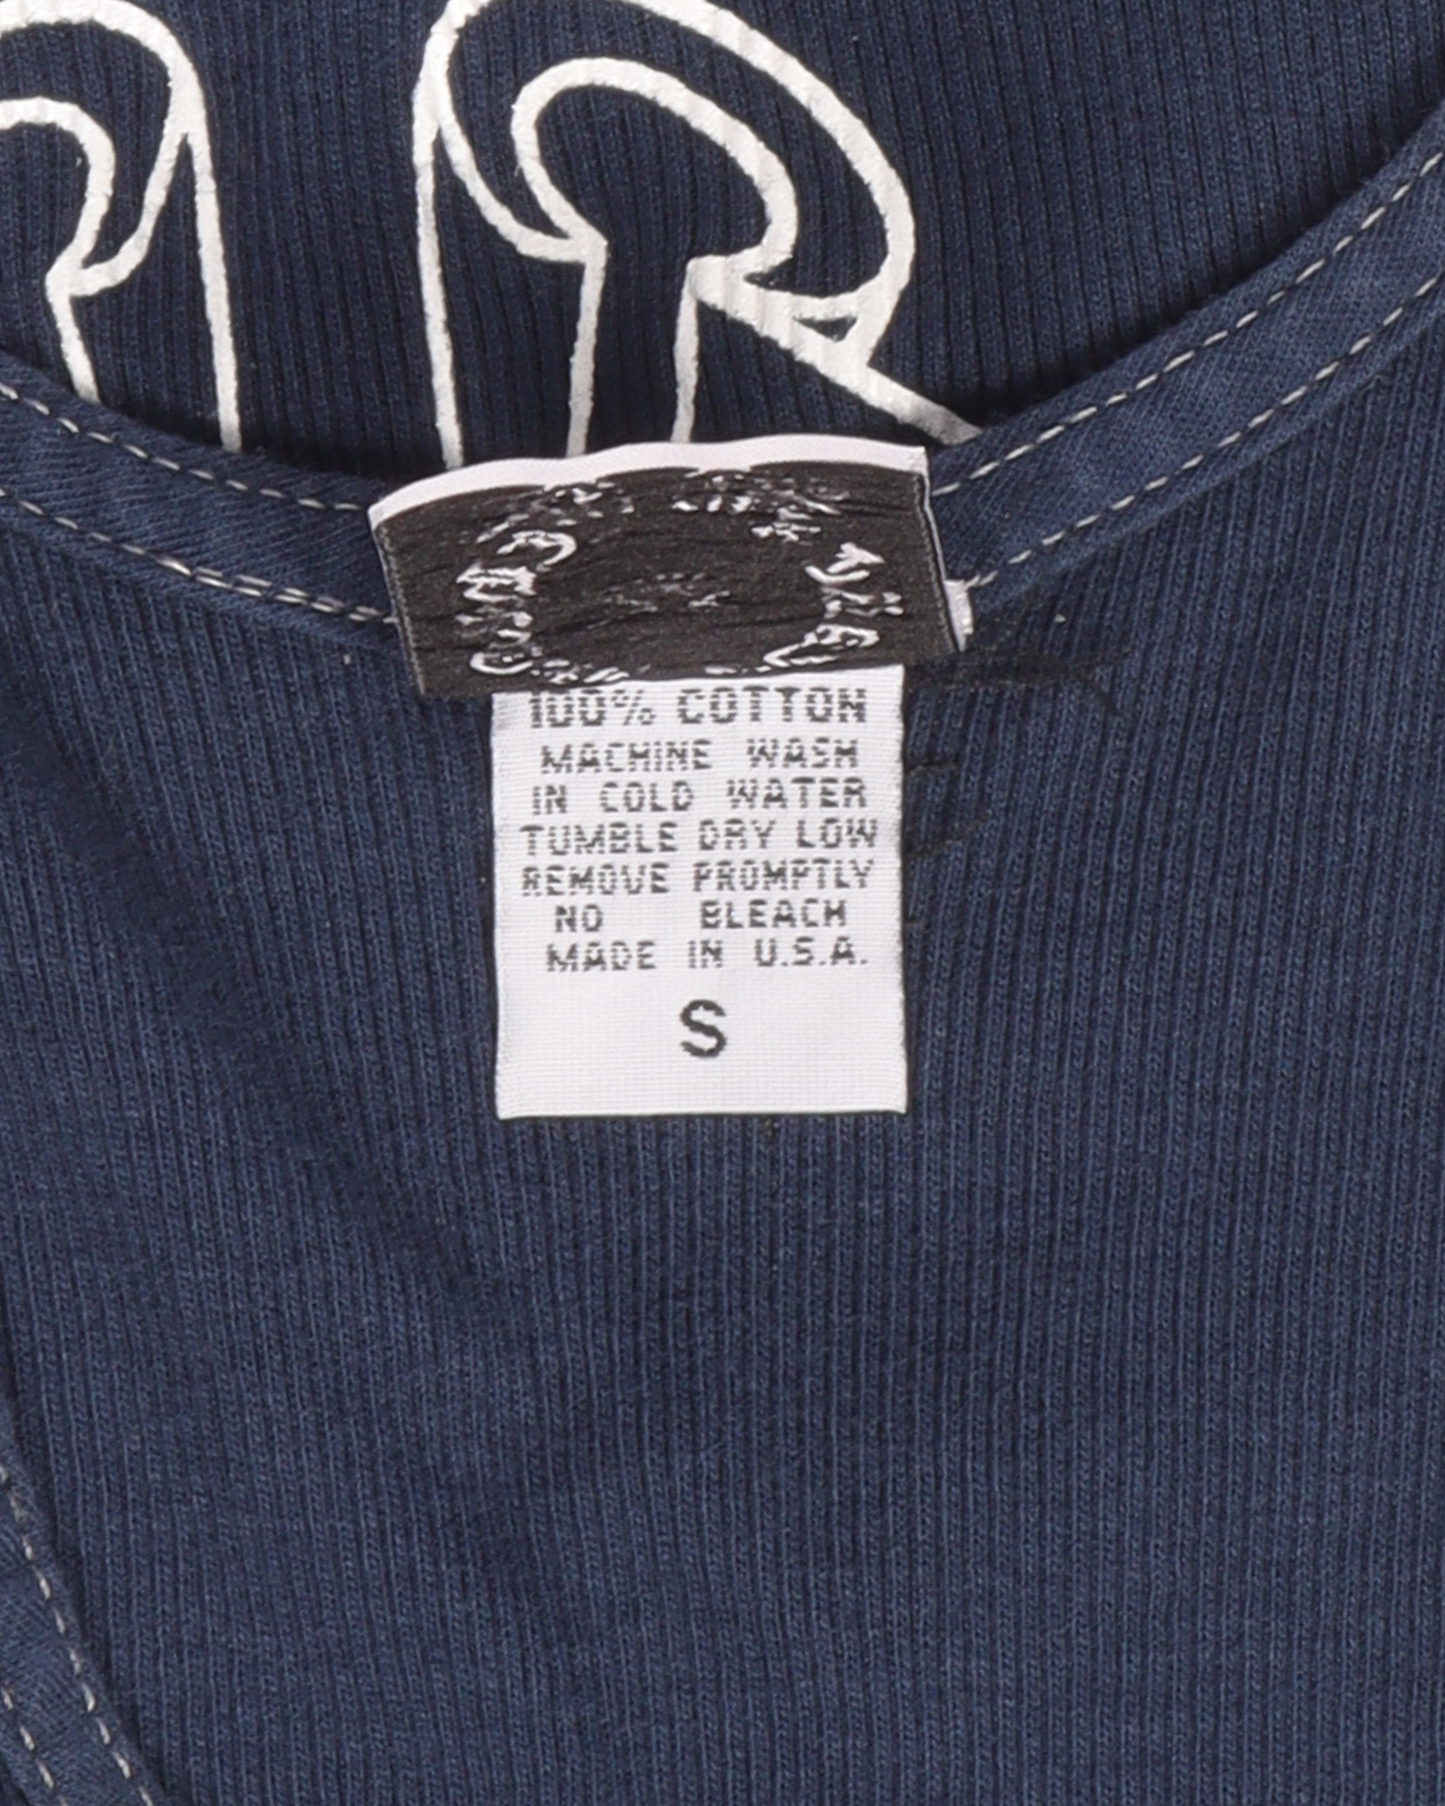 100% COTTON
MACHINE WASH
IN COLD WATER
TUMBLE DRY LOW
REMOVE PROMPTLY
NO BLEACH
MADE IN U.S.A.
S